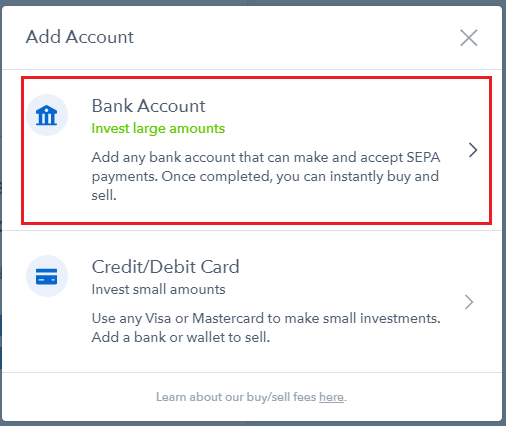 Add Account
Bank Account
Invest large amounts
Add any bank account that can make and accept SEPA
payments. Once completed, you can instantly buy and
sell.
Credit/Debit Card
Invest small amounts
Use any Visa or Mastercard to make small investments.
Add a bank or wallet to sell.
Learn about our buy/sell fees here.